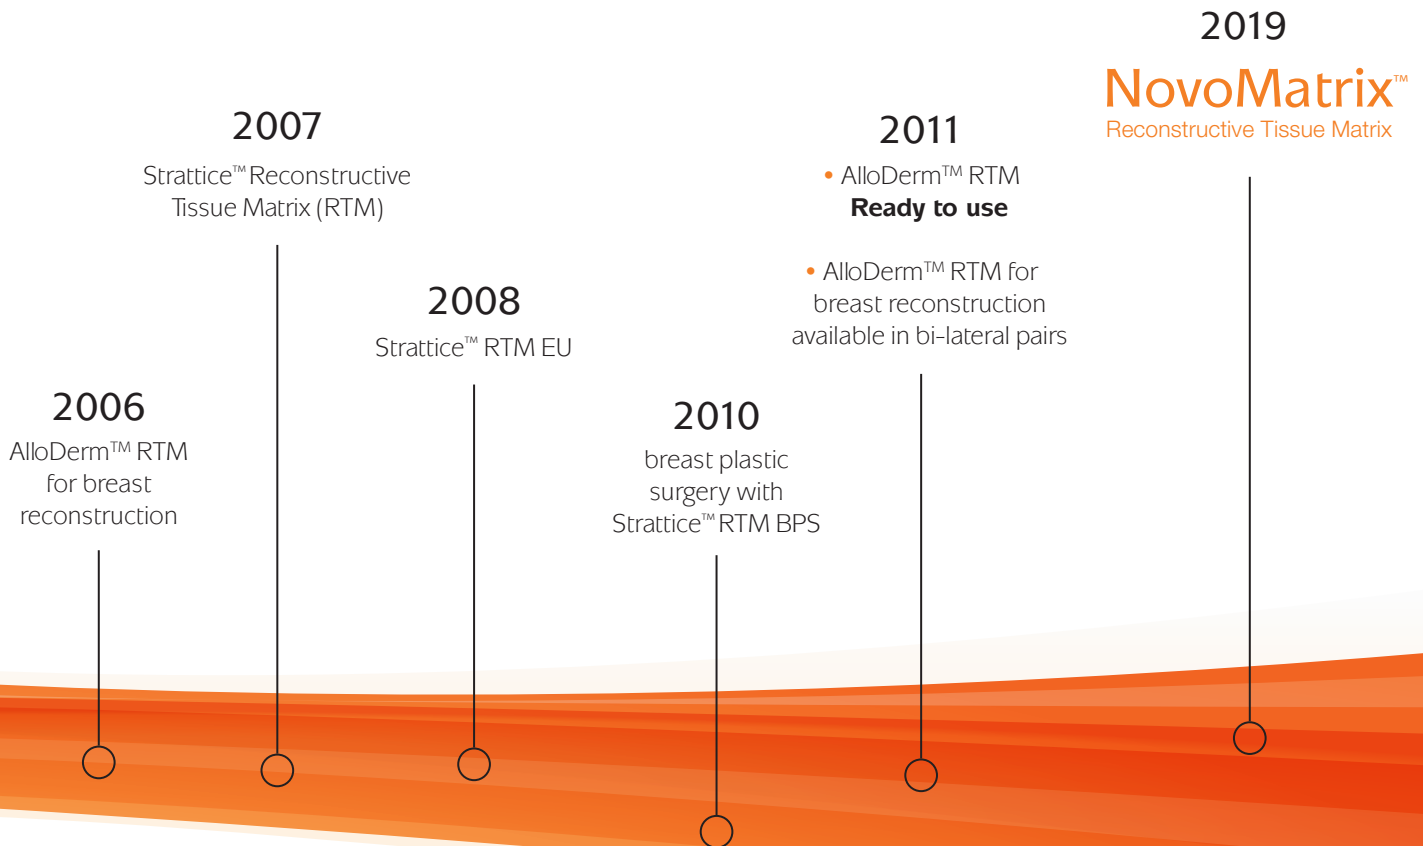 2006
AlloDerm™ RTM
for breast
reconstruction
2007
Strattice™ Reconstructive
Tissue Matrix (RTM)
2008
Strattice™ RTM EU
2010
breast plastic
surgery with
Strattice™ RTM BPS
2011
• AlloDerm™ RTM
Ready to use
• AlloDerm™ RTM for
breast reconstruction
available in bi-lateral pairs
2019
NovoMatrix™
Reconstructive Tissue Matrix